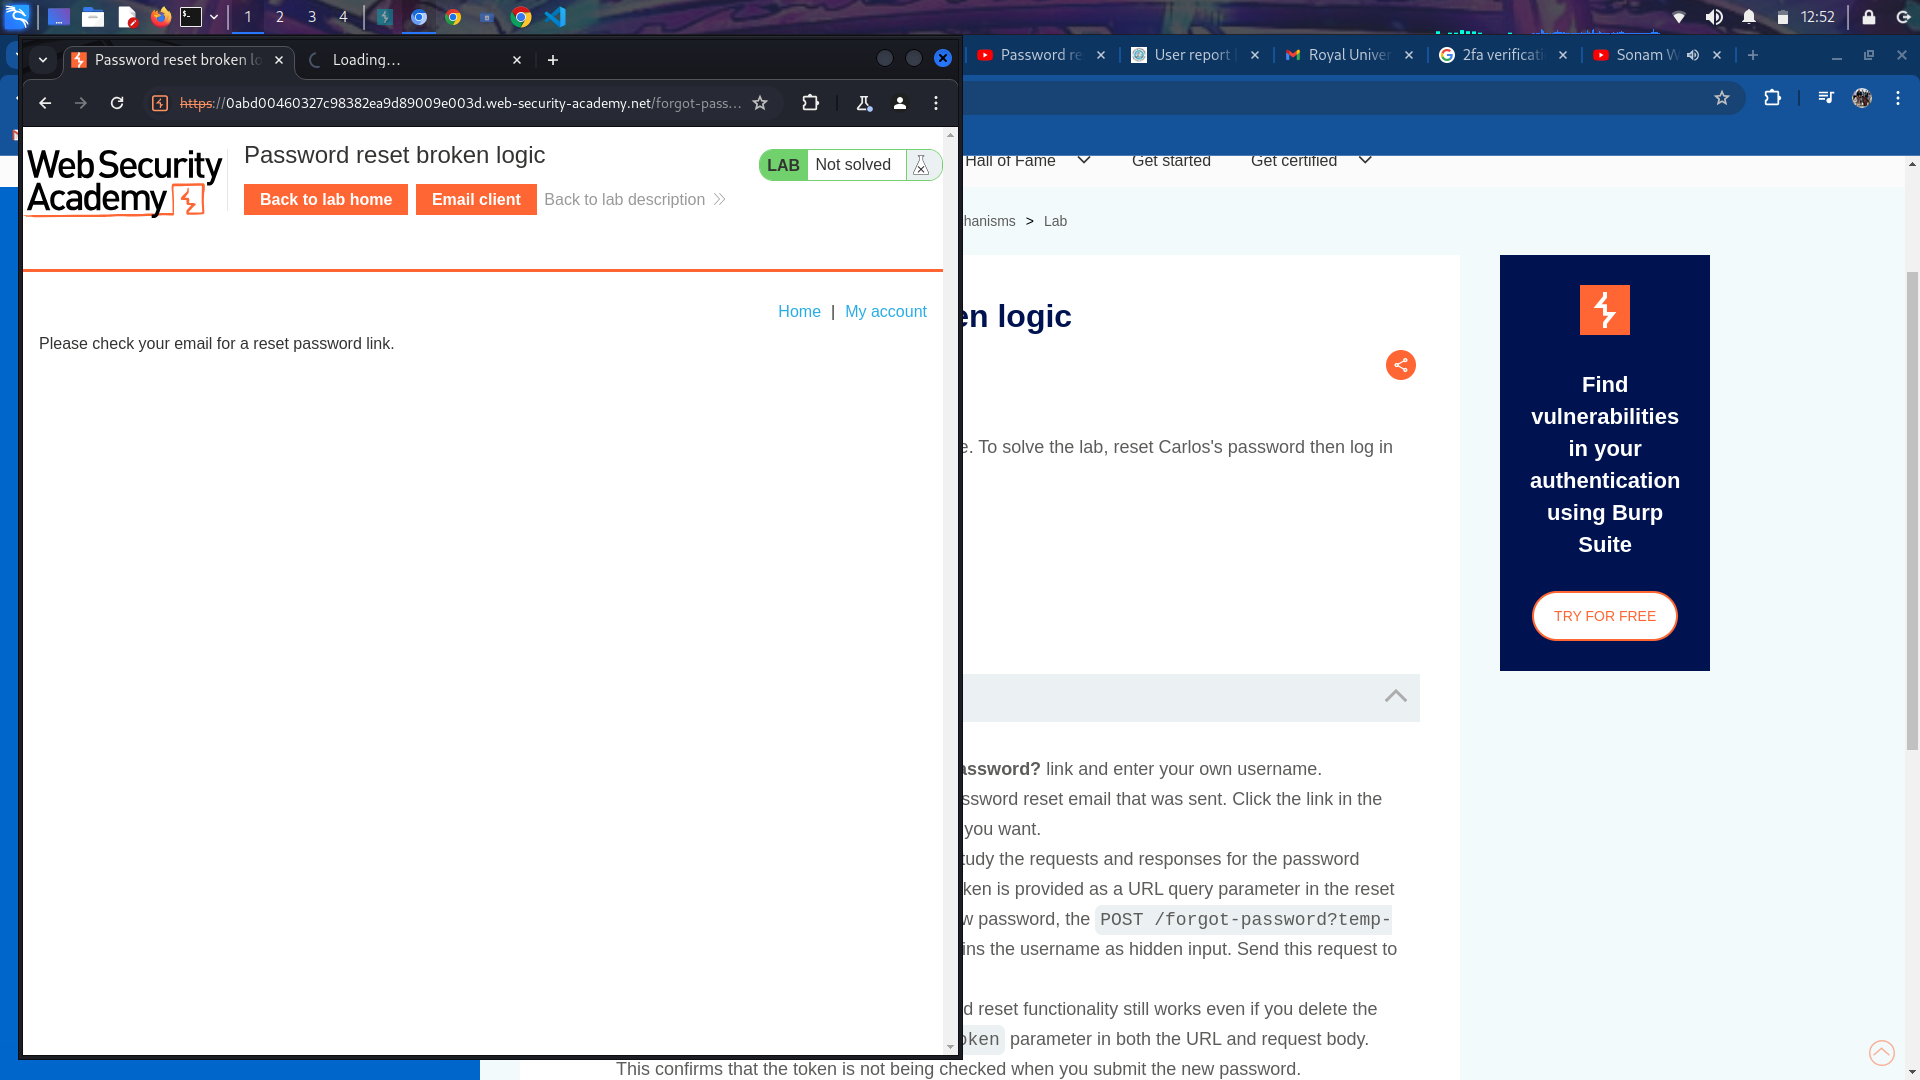 1
2
3
4
12:52
Password reset broken lo
Loading...
https://0abd00460327c98382ea9d89009e003d.web-security-academy.net/forgot-pass...
Password re
User report
Royal Univer
2fa verificati
Sonam W
WebSecurity
Academy
Password reset broken logic
Back to lab home
Email client
Back to lab description
LAB
Not solved
Home | My account
Please check your email for a reset password link.
Hall of Fame
Get started
Get certified
hanisms > Lab
en logic
e. To solve the lab, reset Carlos's password then log in
Find
vulnerabilities
in your
authentication
using Burp
Suite
TRY FOR FREE
assword? link and enter your own username.
ssword reset email that was sent. Click the link in the
you want.
tudy the requests and responses for the password
ken is provided as a URL query parameter in the reset
w password, the POST /forgot-password?temp-
ins the username as hidden input. Send this request to
d reset functionality still works even if you delete the
oken parameter in both the URL and request body.
This confirms that the token is not being checked when you submit the new password.